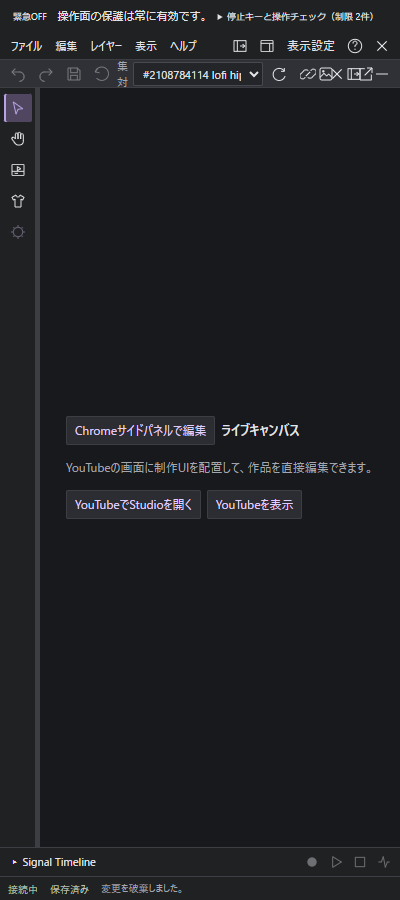 緊急OFF 操作面の保護は常に有効です。 ▶ 停止キーと操作チェック（制限 2件）
ファイル 編集 レイヤー 表示 ヘルプ 表示設定
集
対
#2108784114 lofi hip
Chromeサイドパネルで編集 ライブキャンバス
YouTubeの画面に制作UIを配置して、作品を直接編集できます。
YouTubeでStudioを開く YouTubeを表示
▸ Signal Timeline
接続中 保存済み 変更を破棄しました。